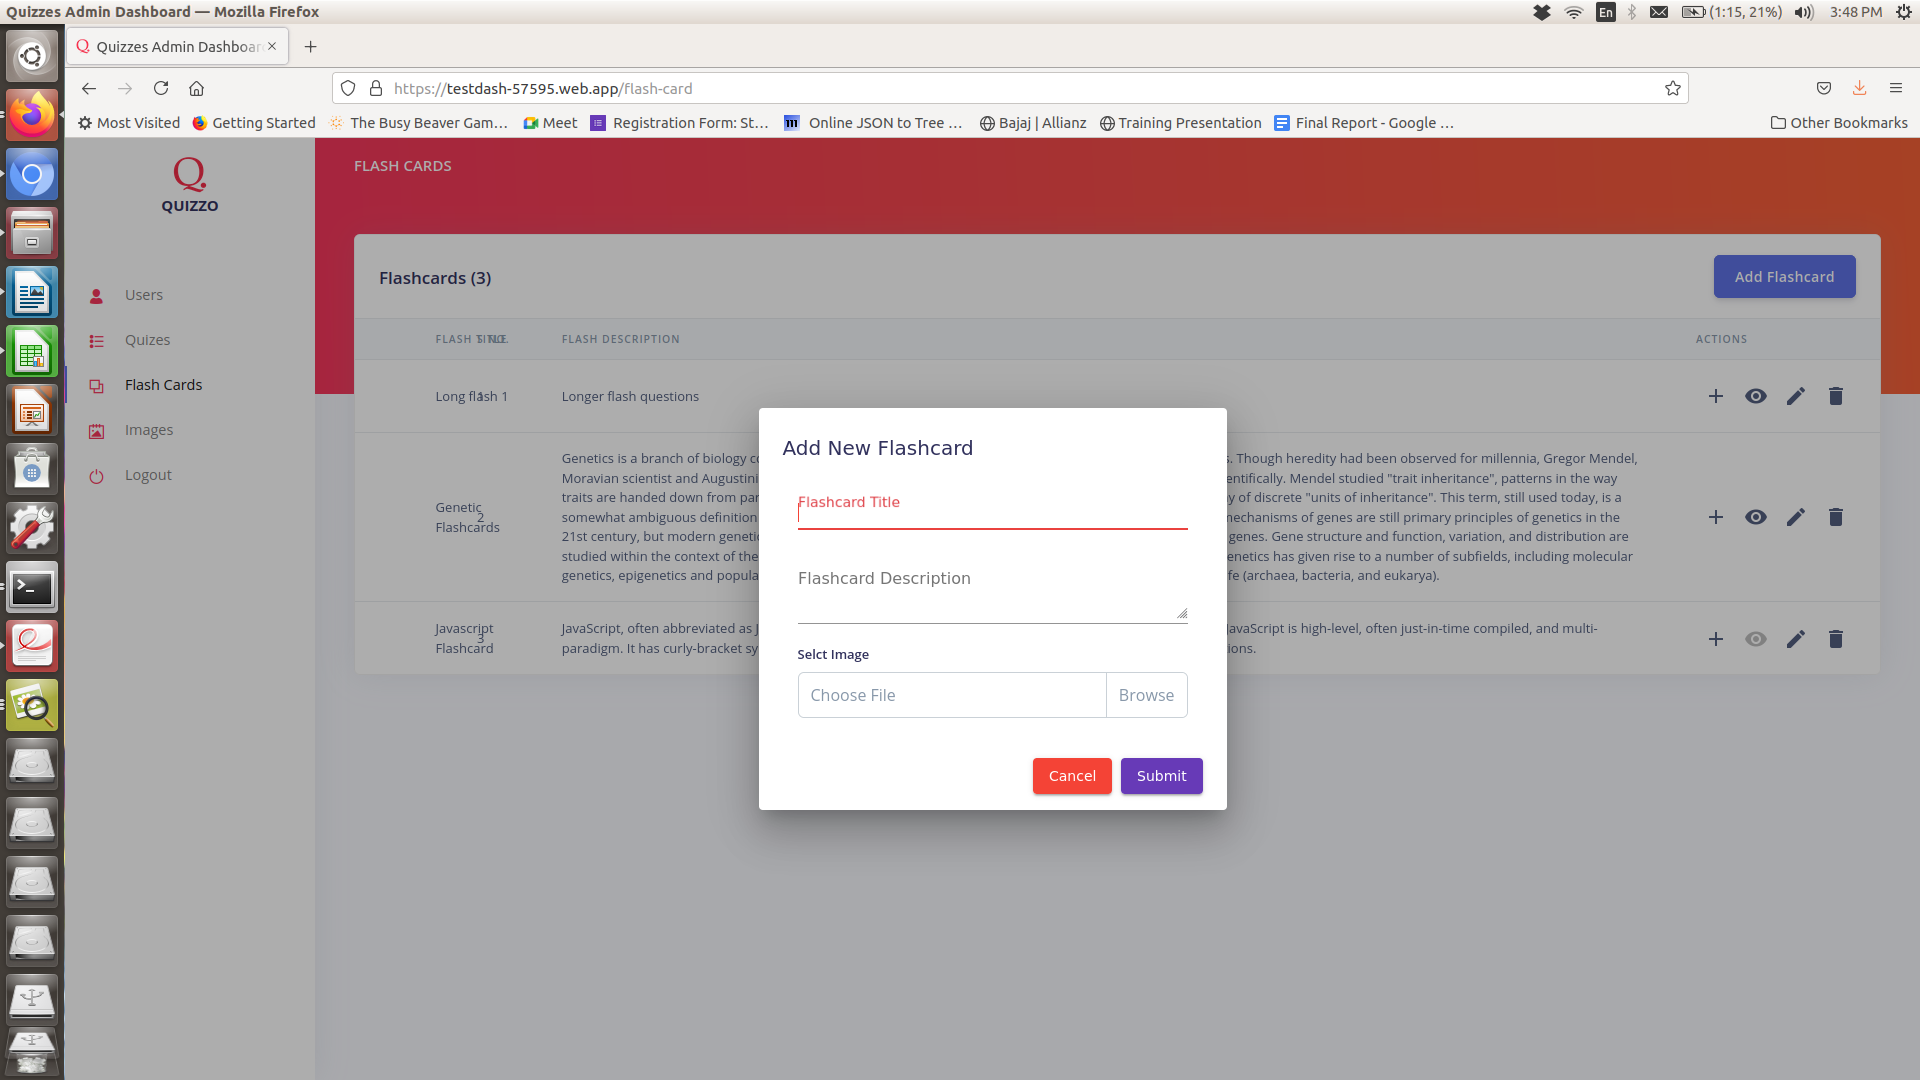 Quizzes Admin Dashboard — Mozilla Firefox
En
(1:15, 21%)
3:48 PM
Quizzes Admin Dashboar
https://testdash-57595.web.app/flash-card
Most Visited
Getting Started
The Busy Beaver Gam…
Meet
Registration Form: St…
Online JSON to Tree …
Bajaj | Allianz
Training Presentation
Final Report - Google …
Other Bookmarks
Q.
QUIZZO
Users
Quizes
Flash Cards
Images
Logout
FLASH CARDS
Flashcards (3)
Add Flashcard
FLASH TITLE
FLASH DESCRIPTION
ACTIONS
Long flash 1
1
Longer flash questions
Genetic
Flashcards
2
Genetics is a branch of biology
. Though heredity had been observed for millennia, Gregor Mendel,
Moravian scientist and Augustini
entifically. Mendel studied "trait inheritance", patterns in the way
traits are handed down from par
y of discrete "units of inheritance". This term, still used today, is a
somewhat ambiguous definition
echanisms of genes are still primary principles of genetics in the
21st century, but modern geneti
genes. Gene structure and function, variation, and distribution are
studied within the context of the
enetics has given rise to a number of subfields, including molecular
genetics, epigenetics and popula
fe (archaea, bacteria, and eukarya).
Javascript
Flashcard
3
JavaScript, often abbreviated as J
JavaScript is high-level, often just-in-time compiled, and multi-
paradigm. It has curly-bracket sy
ions.
Add New Flashcard
Flashcard Title
Flashcard Description
Selct Image
Choose File
Browse
Cancel
Submit